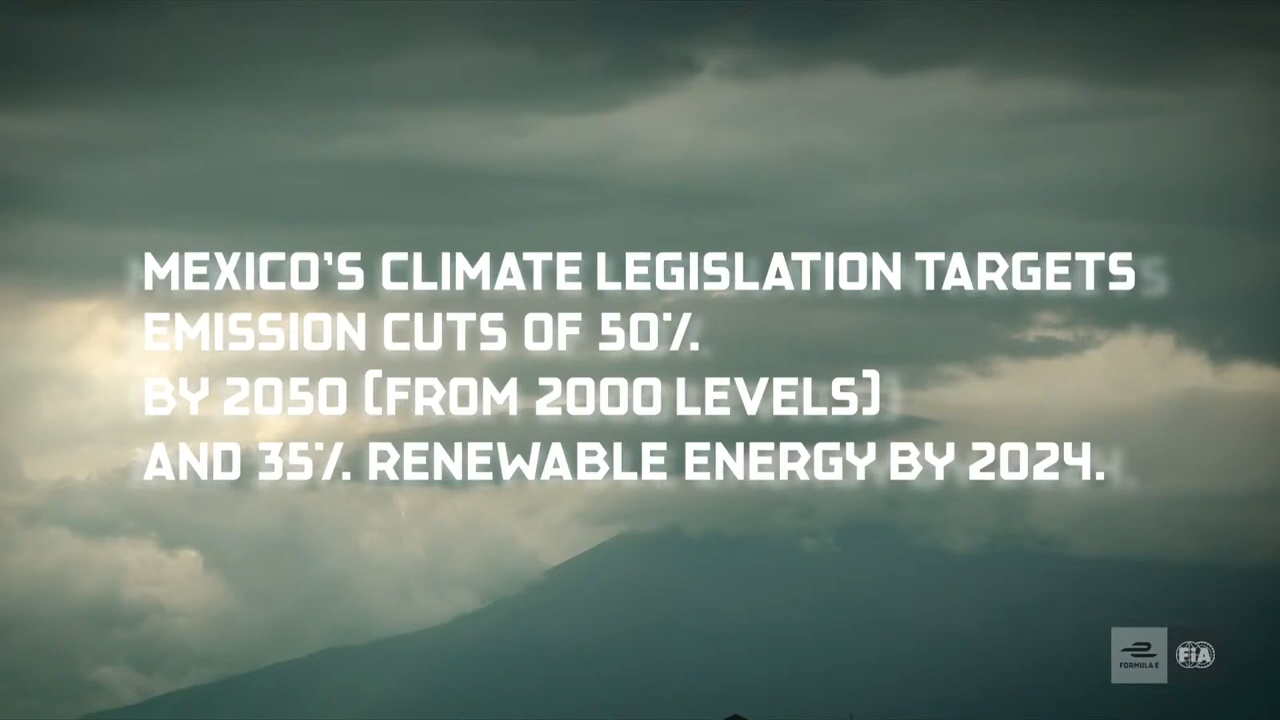 MEXICO'S CLIMATE LEGISLATION TARGETS
EMISSION CUTS OF 50%
BY 2050 (FROM 2000 LEVELS)
AND 35% RENEWABLE ENERGY BY 2024.
FORMULA E
FIA